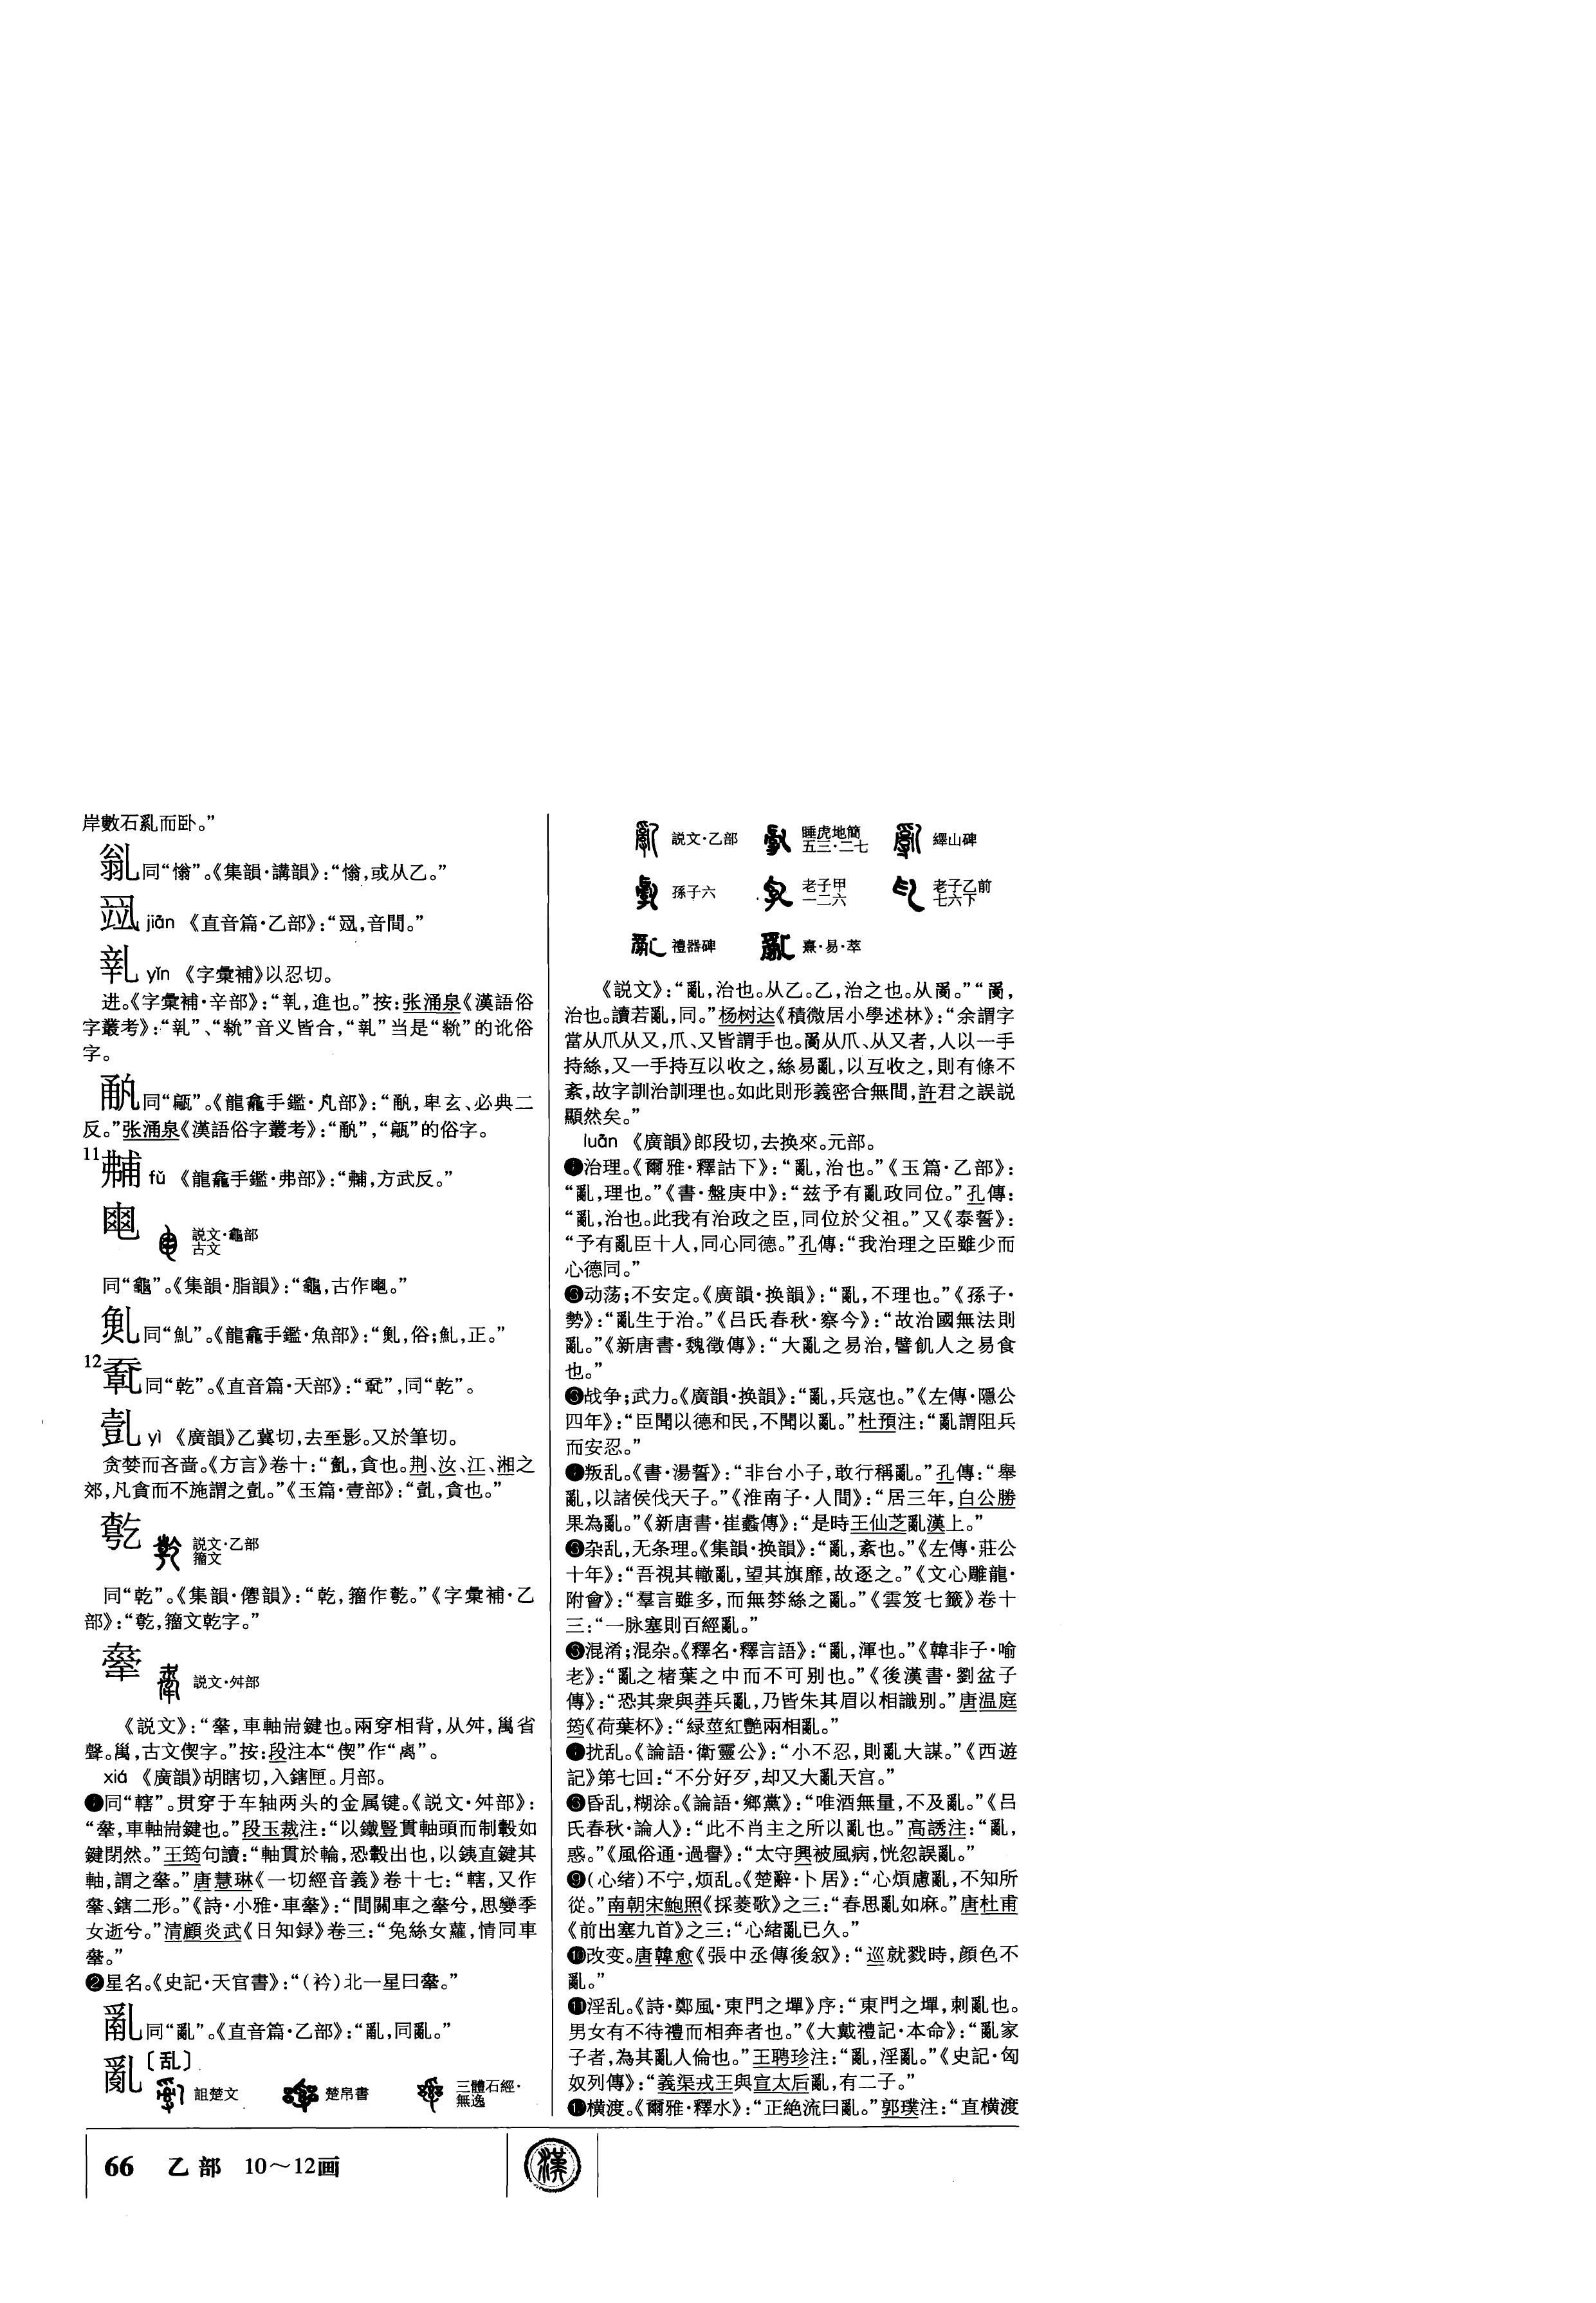 岸數石亂而卧。”
同“慃”。《集韻·講韻》：“慃，或从乙。”
jiān 《直音篇·乙部》：“，音間。”
yǐn 《字彙補》以忍切。
进。《字彙補·辛部》：“，進也。”按：张涌泉《漢語俗
字叢考》：“”、“𩎢”音义皆合，“”当是“”的讹俗
字。
同“甂”。《龍龕手鑑·凡部》：“，卑玄、必典二
反。”张涌泉《漢語俗字叢考》：“”，“甂”的俗字。
11
fǔ 《龍龕手鑑·弗部》：“，方武反。”
説文·龜部
古文
同“龜”。《集韻·脂韻》：“龜，古作。”
同“魤”。《龍龕手鑑·魚部》：“，俗；，正。”
12
同“乾”。《直音篇·天部》：“”，同“乾”。
yì 《廣韻》乙冀切，去至影。又於筆切。
贪婪而吝啬。《方言》卷十：“，貪也。荆、汝、江、湘之
郊，凡貪而不施謂之。”《玉篇·壹部》：“，貪也。”
説文·乙部
籀文
同“乾”。《集韻·僊韻》：“乾，籀作。”《字彙補·乙
部》：“，籀文乾字。”
舝
説文·舛部
《説文》：“舝，車軸耑鍵也。兩穿相背，从舛，省
聲。，古文偰字。”按：段注本“偰”作“卨”。
xiá 《廣韻》胡瞎切，入鎋匣。月部。
❶同“轄”。贯穿于车轴两头的金属键。《説文·舛部》：
“舝，車軸耑鍵也。”段玉裁注：“以鐵豎貫軸頭而制轂如
鍵閉然。”王筠句讀：“軸貫於輪，恐轂出也，以鐵直鍵其
軸，謂之舝。”唐慧琳《一切經音義》卷十七：“轄，又作
舝、鎋二形。”《詩·小雅·車舝》：“間關車之舝兮，思孌季
女逝兮。”清顧炎武《日知録》卷三：“兔絲女蘿，情同車
舝。”
❷星名。《史記·天官書》：“（衿）北一星曰舝。”
同“亂”。《直音篇·乙部》：“亂，同亂。”
亂〔乱〕
詛楚文 楚帛書 三體石經·
無逸
説文·乙部 睡虎地簡
五三·二七 繹山碑
孫子六 老子甲
一二六 老子乙前
七六下
禮器碑 熹·易·萃
《説文》：“亂，治也。从乙。乙，治之也。从𤔔。”“𤔔，
治也。讀若亂，同。”杨树达《積微居小學述林》：“余謂字
當从爪从又，爪、又皆謂手也。𤔔从爪、从又者，人以一手
持絲，又一手持互以收之，絲易亂，以互收之，則有條不
紊，故字訓治訓理也。如此則形義密合無間，許君之誤説
顯然矣。”
luàn 《廣韻》郎段切，去换來。元部。
❶治理。《爾雅·釋詁下》：“亂，治也。”《玉篇·乙部》：
“亂，理也。”《書·盤庚中》：“兹予有亂政同位。”孔傳：
“亂，治也。此我有治政之臣，同位於父祖。”又《泰誓》：
“予有亂臣十人，同心同德。”孔傳：“我治理之臣雖少而
心德同。”
❷动荡；不安定。《廣韻·换韻》：“亂，不理也。”《孫子·
勢》：“亂生于治。”《吕氏春秋·察今》：“故治國無法則
亂。”《新唐書·魏徵傳》：“大亂之易治，譬飢人之易食
也。”
❸战争；武力。《廣韻·换韻》：“亂，兵寇也。”《左傳·隱公
四年》：“臣聞以德和民，不聞以亂。”杜預注：“亂謂阻兵
而安忍。”
❹叛乱。《書·湯誓》：“非台小子，敢行稱亂。”孔傳：“舉
亂，以諸侯伐天子。”《淮南子·人間》：“居三年，白公勝
果為亂。”《新唐書·崔蠡傳》：“是時王仙芝亂漢上。”
❺杂乱，无条理。《集韻·换韻》：“亂，紊也。”《左傳·莊公
十年》：“吾視其轍亂，望其旗靡，故逐之。”《文心雕龍·
附會》：“羣言雖多，而無棼絲之亂。”《雲笈七籤》卷十
三：“一脉塞則百經亂。”
❻混淆；混杂。《釋名·釋言語》：“亂，渾也。”《韓非子·喻
老》：“亂之楮葉之中而不可别也。”《後漢書·劉盆子
傳》：“恐其衆與莽兵亂，乃皆朱其眉以相識别。”唐温庭
筠《荷葉杯》：“緑莖紅艷兩相亂。”
❼扰乱。《論語·衛靈公》：“小不忍，則亂大謀。”《西遊
記》第七回：“不分好歹，却又大亂天宫。”
❽昏乱，糊涂。《論語·鄉黨》：“唯酒無量，不及亂。”《吕
氏春秋·論人》：“此不肖主之所以亂也。”高誘注：“亂，
惑。”《風俗通·過譽》：“太守興被風病，恍忽誤亂。”
❾（心绪）不宁，烦乱。《楚辭·卜居》：“心煩慮亂，不知所
從。”南朝宋鮑照《採菱歌》之三：“春思亂如麻。”唐杜甫
《前出塞九首》之三：“心緒亂已久。”
❿改变。唐韓愈《張中丞傳後叙》：“巡就戮時，顔色不
亂。”
⓫淫乱。《詩·鄭風·東門之墠》序：“東門之墠，刺亂也。
男女有不待禮而相奔者也。”《大戴禮記·本命》：“亂家
子者，為其亂人倫也。”王聘珍注：“亂，淫亂。”《史記·匈
奴列傳》：“義渠戎王與宣太后亂，有二子。”
⓬横渡。《爾雅·釋水》：“正絶流曰亂。”郭璞注：“直横渡
66 乙部 10～12画
漢